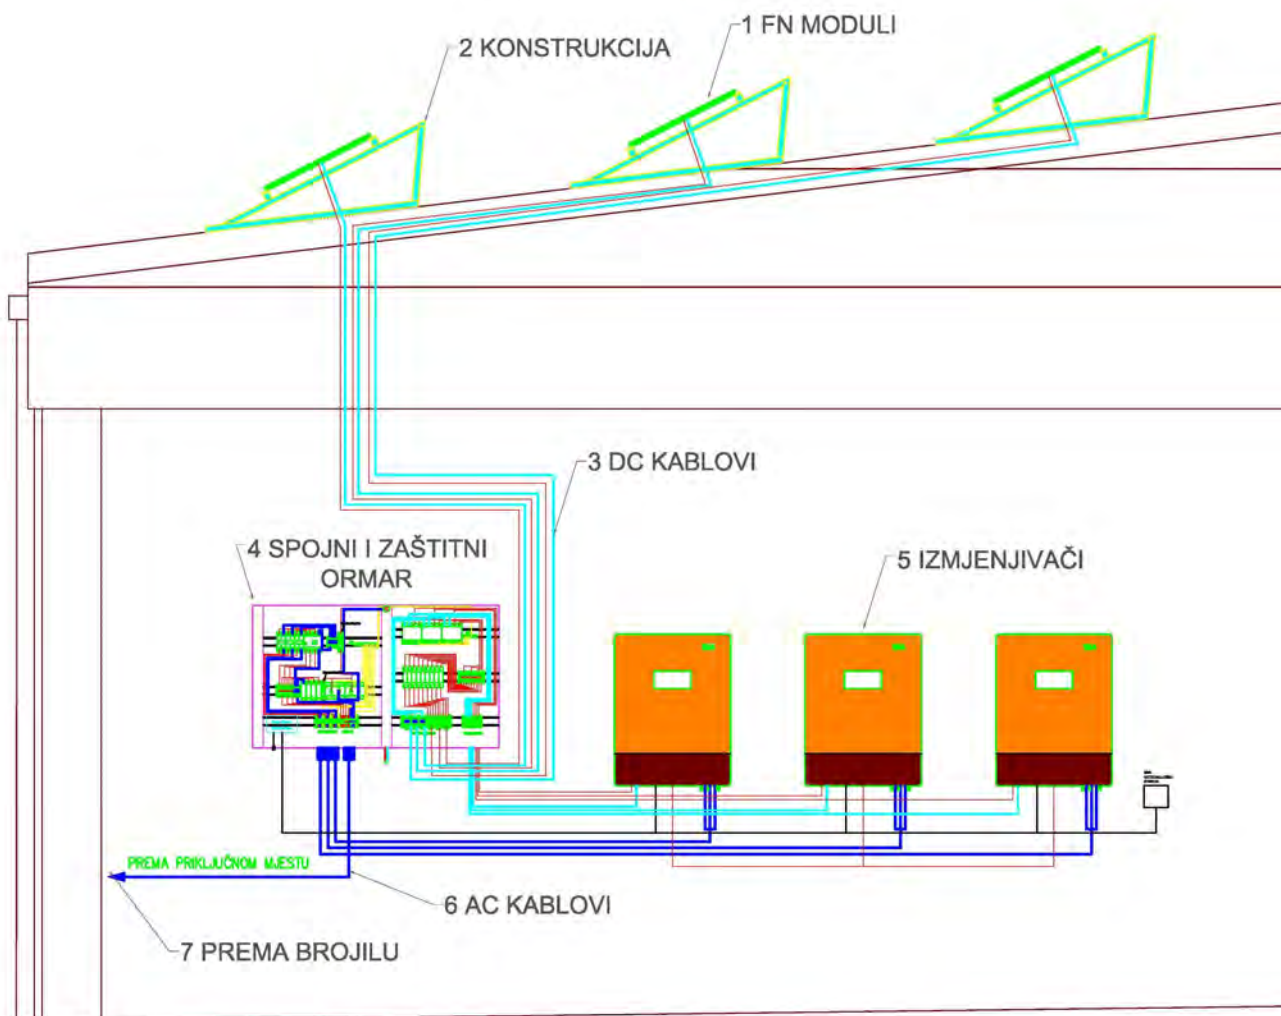 1 FN MODULI
2 KONSTRUKCIJA
3 DC KABLOVI
4 SPOJNI I ZAŠTITNI
ORMAR
5 IZMJENJIVAČI
PREMA PRIKLJUČNOM MJESTU
6 AC KABLOVI
7 PREMA BROJILU